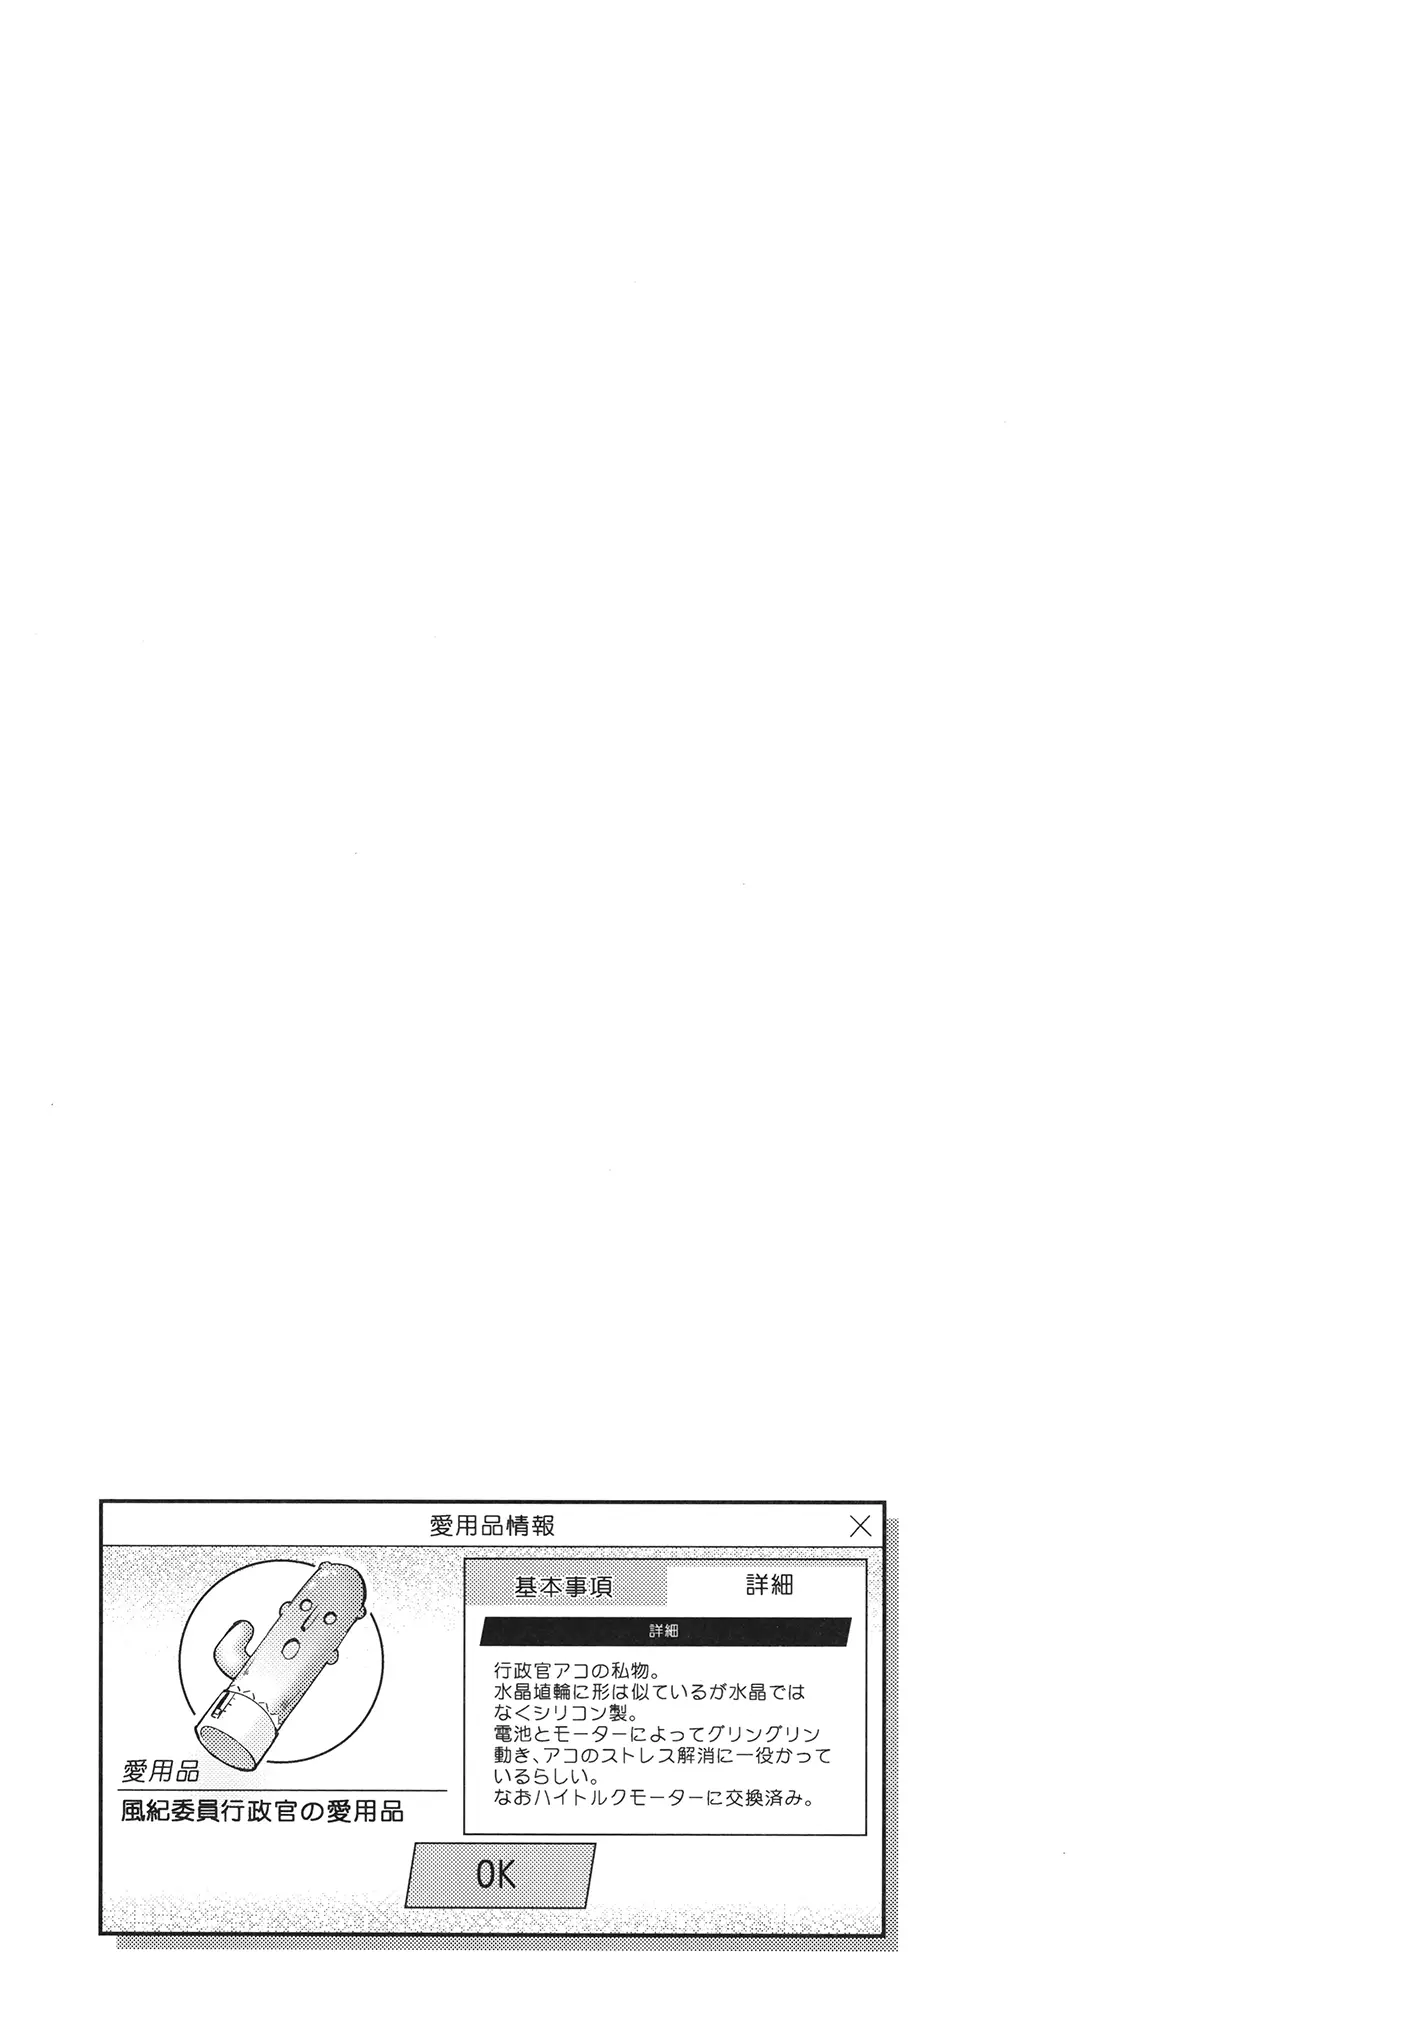 愛用品情報
愛用品
風紀委員行政官の愛用品
基本事項
詳細
詳細
行政官アコの私物。
水晶埴輪に形は似ているが水晶では
なくシリコン製。
電池とモーターによってグリングリン
動き、アコのストレス解消に一役かって
いるらしい。
なおハイトルクモーターに交換済み。
OK